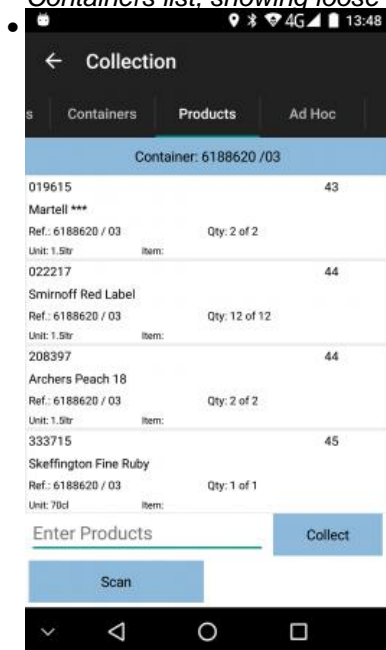 Containers list, showing loose
4G 13:48
Collection
s Containers Products Ad Hoc
Container: 6188620 /03
019615 43
Martell ***
Ref.: 6188620 / 03 Qty: 2 of 2
Unit: 1.5ltr Item:
022217 44
Smirnoff Red Label
Ref.: 6188620 / 03 Qty: 12 of 12
Unit: 1.5ltr Item:
208397 44
Archers Peach 18
Ref.: 6188620 / 03 Qty: 2 of 2
Unit: 1.5ltr Item:
333715 45
Skeffington Fine Ruby
Ref.: 6188620 / 03 Qty: 1 of 1
Unit: 70cl Item:
Enter Products Collect
Scan